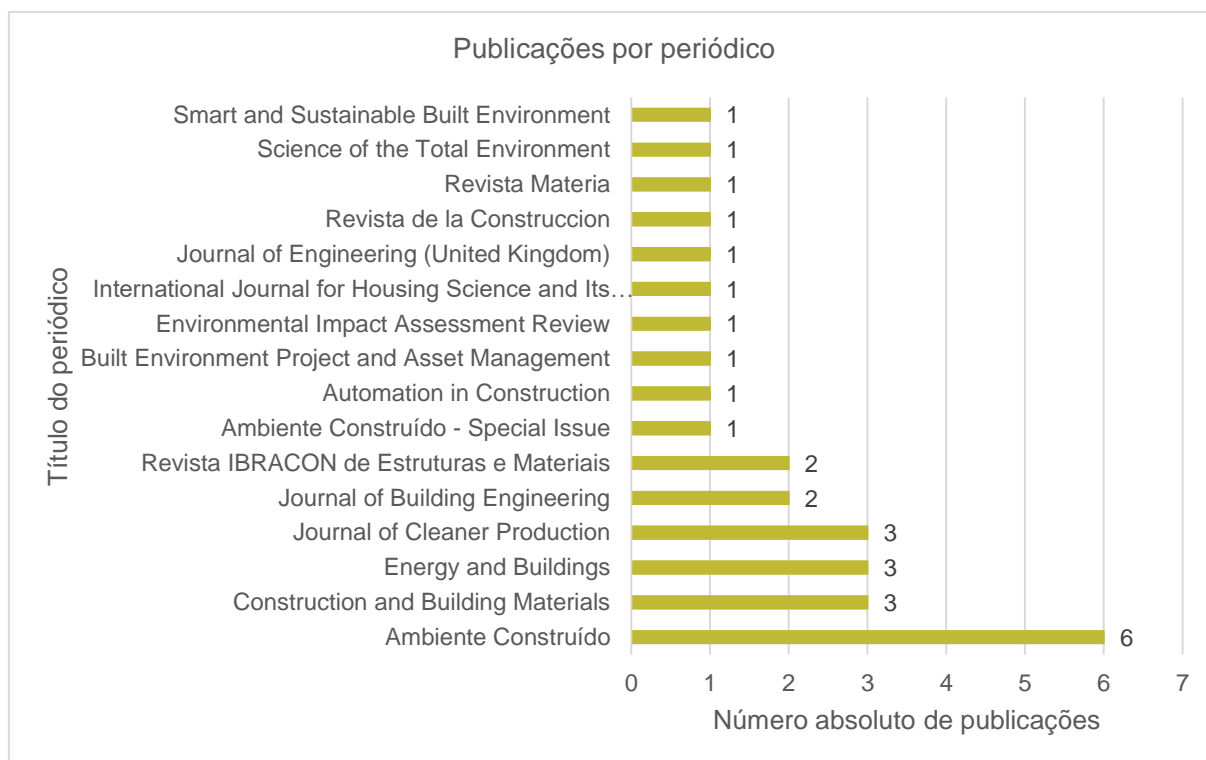 Publicações por periódico
Título do periódico
Smart and Sustainable Built Environment 1
Science of the Total Environment 1
Revista Materia 1
Revista de la Construccion 1
Journal of Engineering (United Kingdom) 1
International Journal for Housing Science and Its… 1
Environmental Impact Assessment Review 1
Built Environment Project and Asset Management 1
Automation in Construction 1
Ambiente Construído - Special Issue 1
Revista IBRACON de Estruturas e Materiais 2
Journal of Building Engineering 2
Journal of Cleaner Production 3
Energy and Buildings 3
Construction and Building Materials 3
Ambiente Construído 6
0 1 2 3 4 5 6 7
Número absoluto de publicações